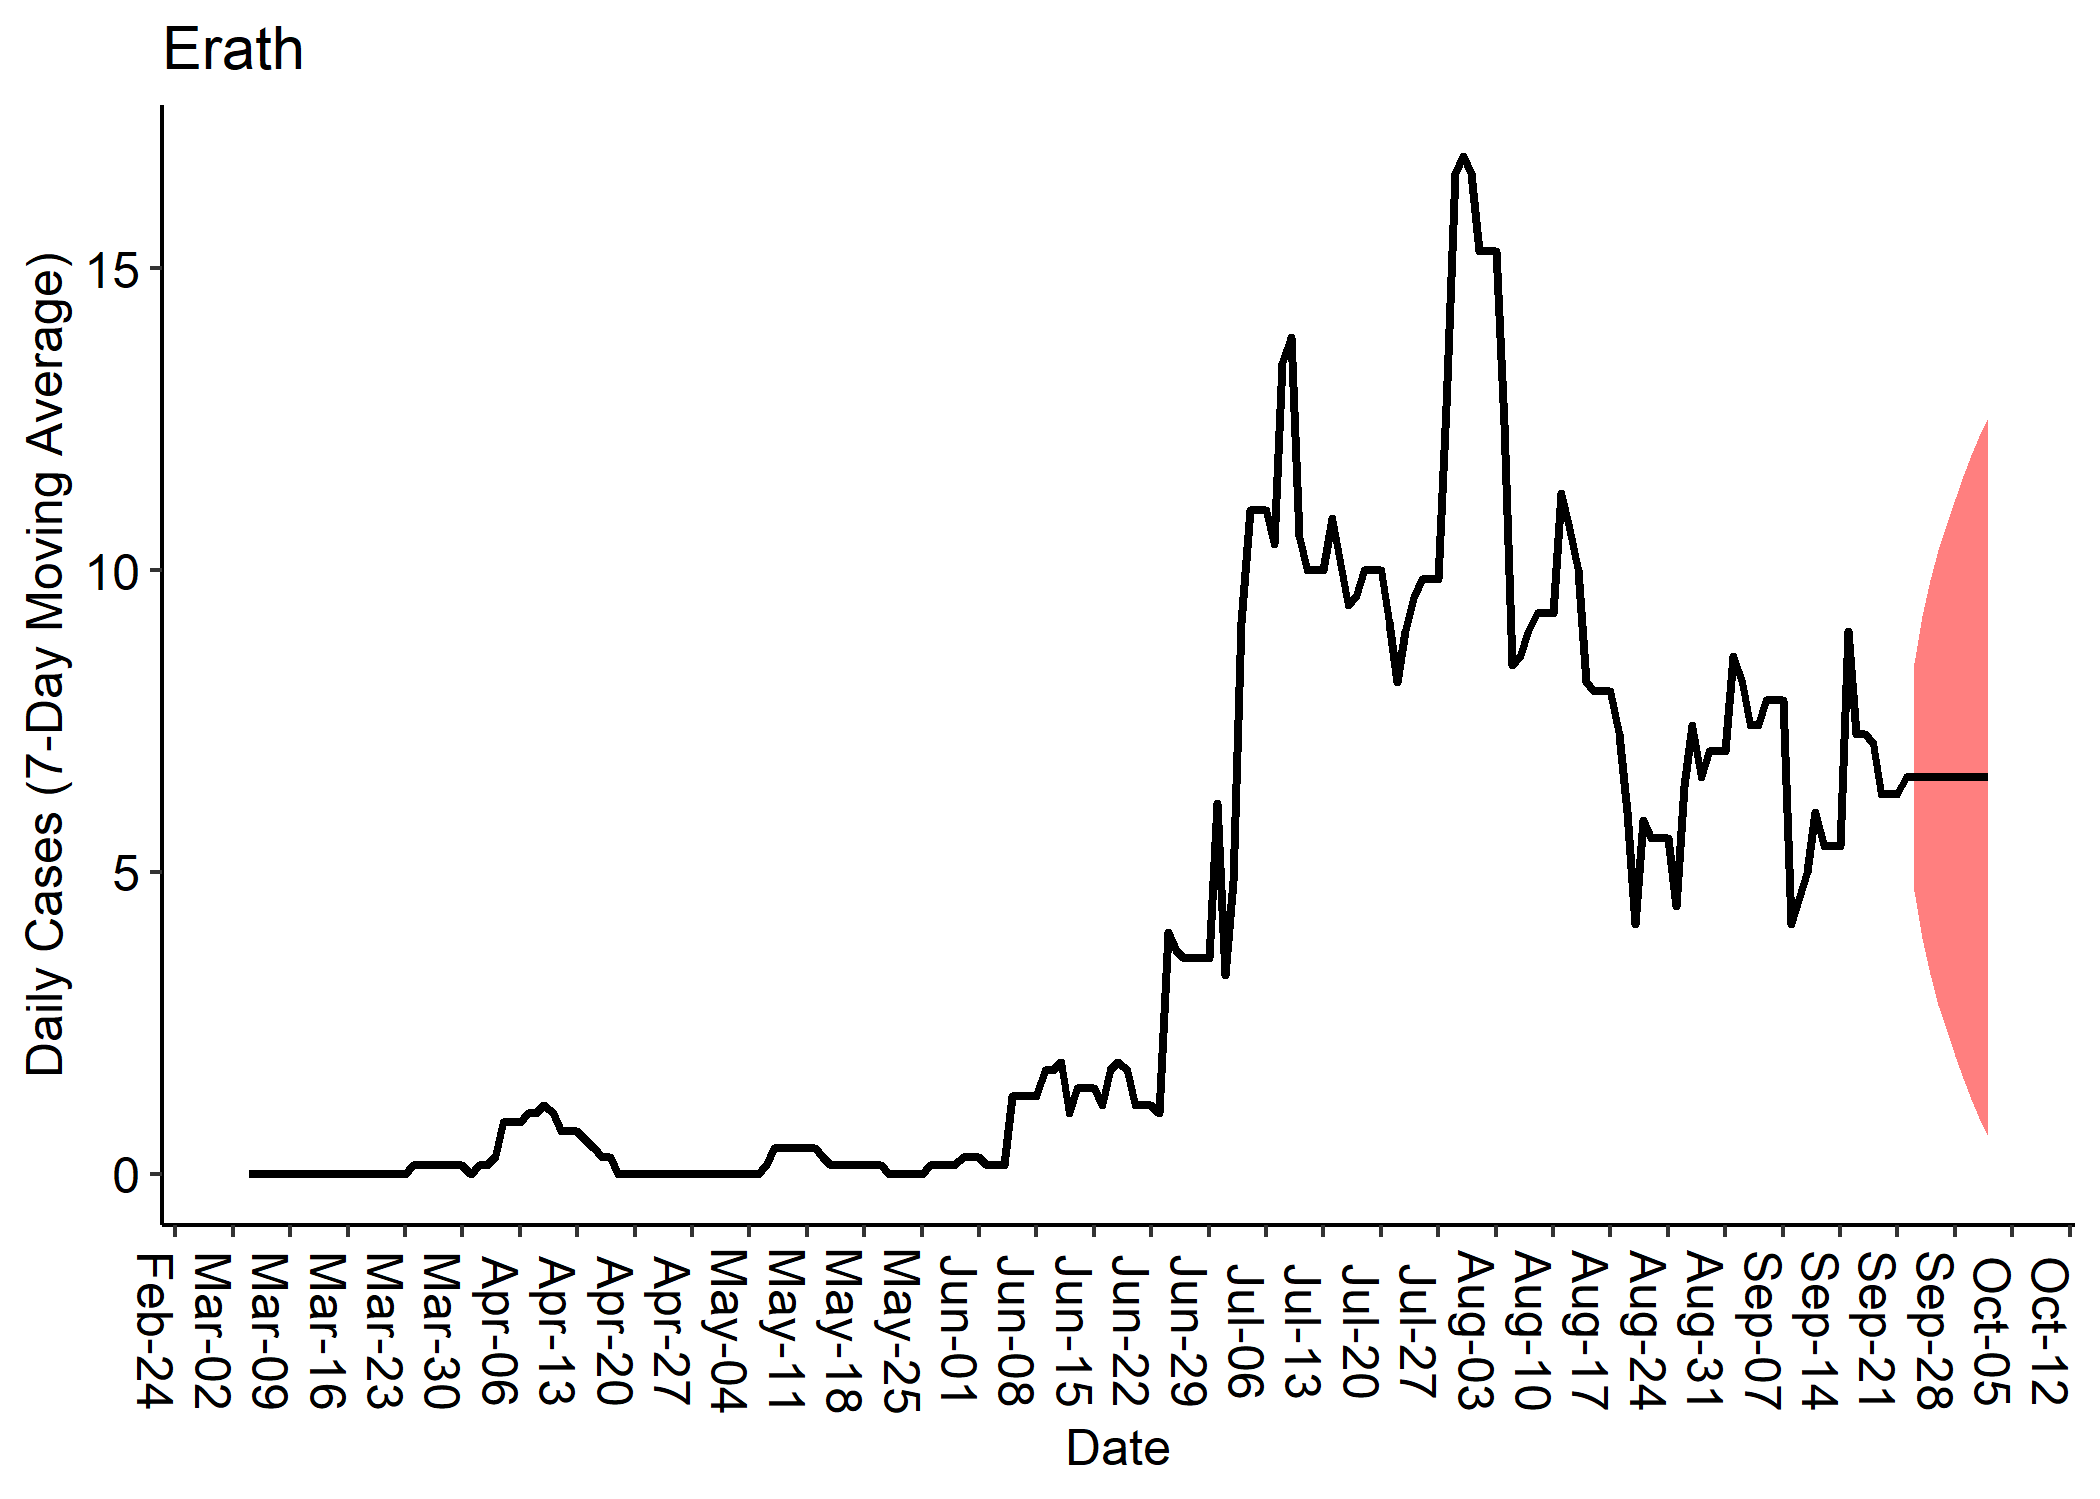 Erath
Daily Cases (7-Day Moving Average)
15
10
5
0
Feb-24
Mar-02
Mar-09
Mar-16
Mar-23
Mar-30
Apr-06
Apr-13
Apr-20
Apr-27
May-04
May-11
May-18
May-25
Jun-01
Jun-08
Jun-15
Jun-22
Jun-29
Jul-06
Jul-13
Jul-20
Jul-27
Aug-03
Aug-10
Aug-17
Aug-24
Aug-31
Sep-07
Sep-14
Sep-21
Sep-28
Oct-05
Oct-12
Date